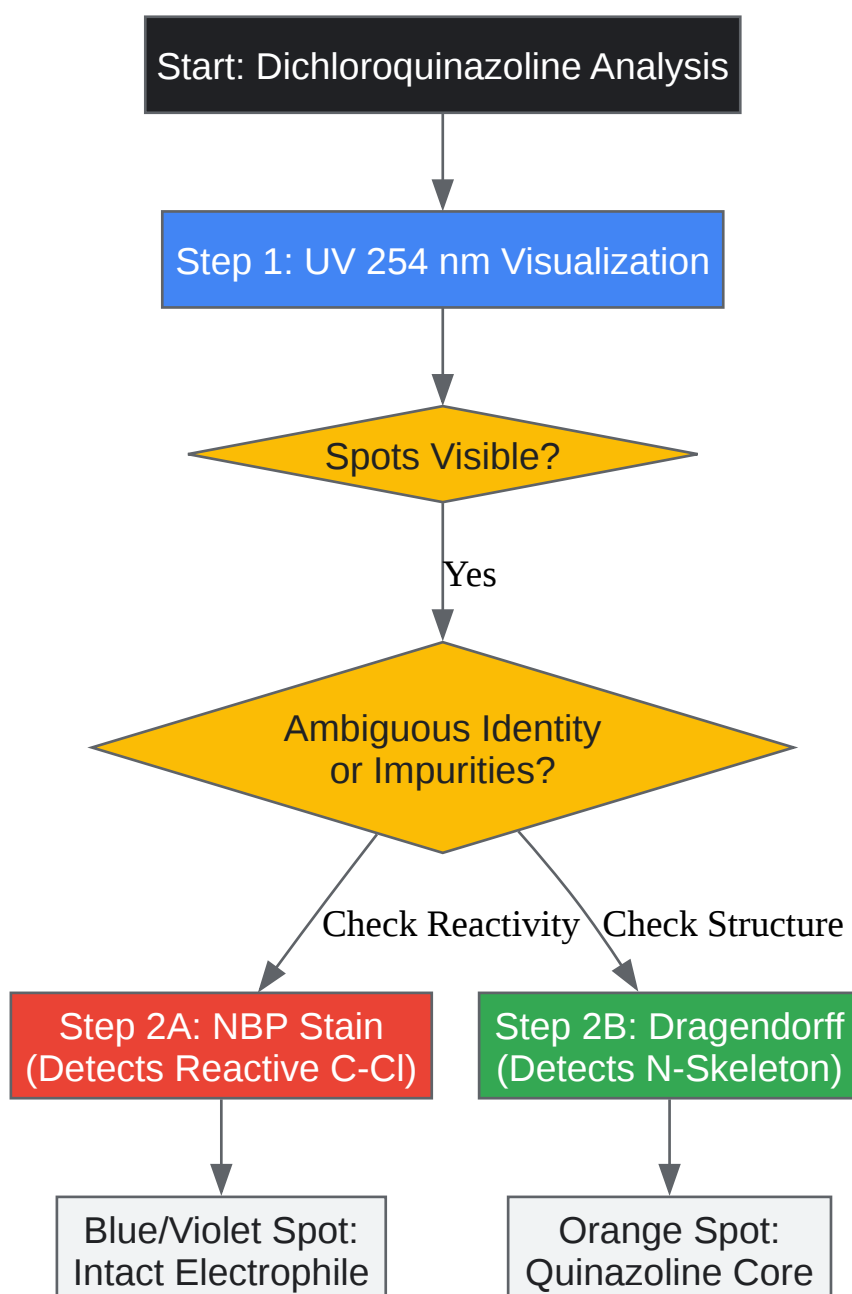 Start: Dichloroquinazoline Analysis
Step 1: UV 254 nm Visualization
Spots Visible?
Yes
Ambiguous Identity
or Impurities?
Check Reactivity
Check Structure
Step 2A: NBP Stain
(Detects Reactive C-Cl)
Step 2B: Dragendorff
(Detects N-Skeleton)
Blue/Violet Spot:
Intact Electrophile
Orange Spot:
Quinazoline Core